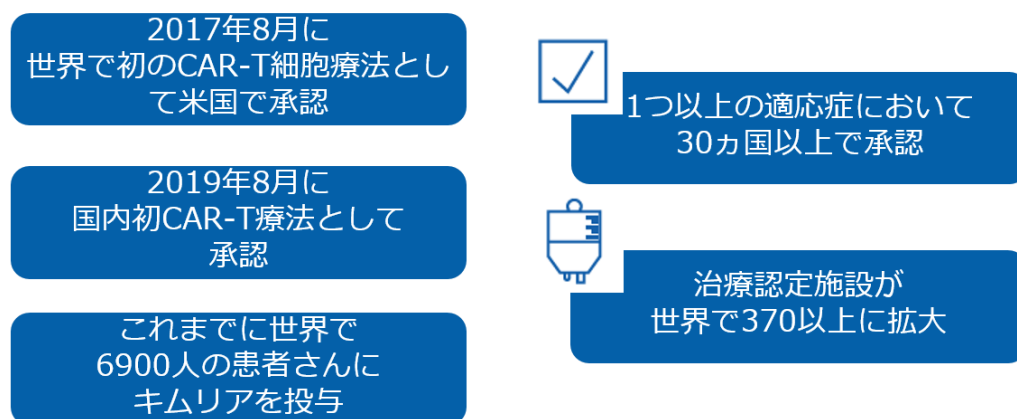 2017年8月に
世界で初のCAR-T細胞療法とし
て米国で承認
2019年8月に
国内初CAR-T療法として
承認
これまでに世界で
6900人の患者さんに
キムリアを投与
1つ以上の適応症において
30ヵ国以上で承認
治療認定施設が
世界で370以上に拡大